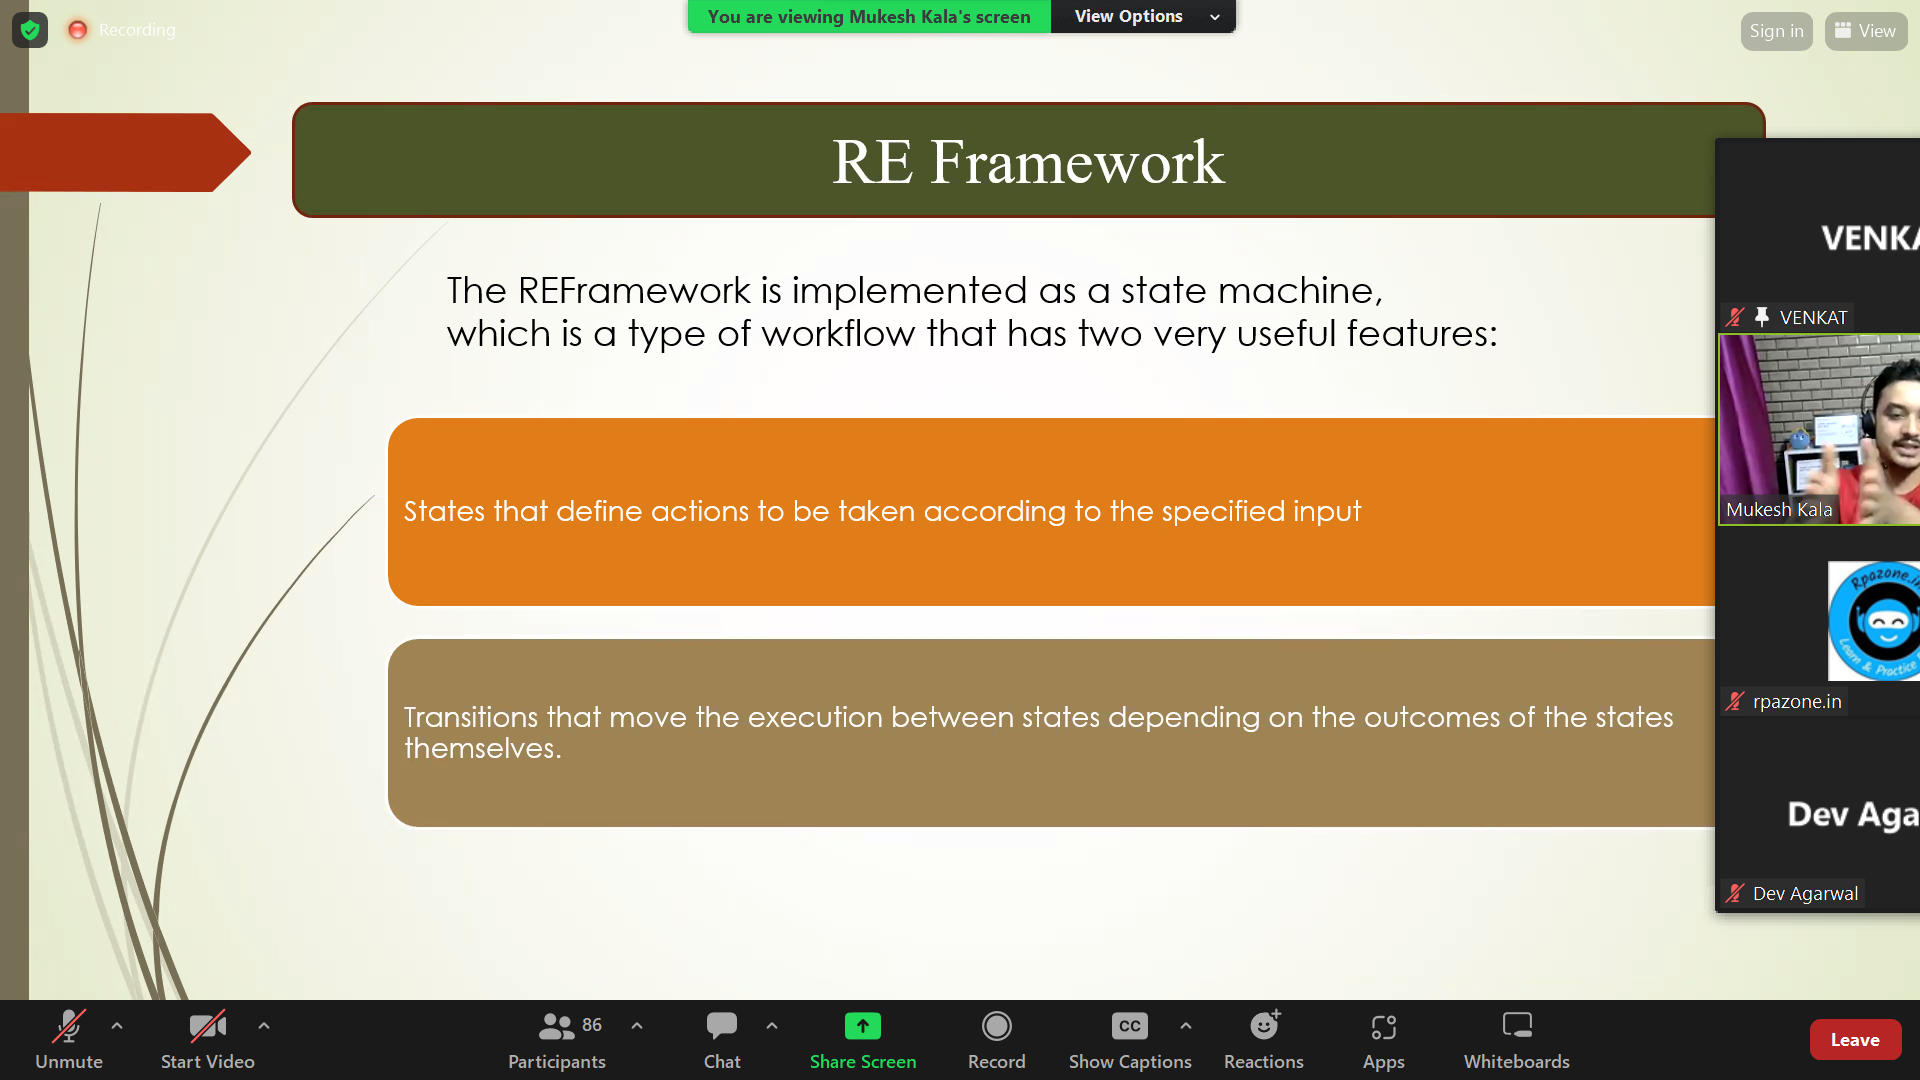 Recording
You are viewing Mukesh Kala's screen
View Options
Sign in
View
RE Framework
The REFramework is implemented as a state machine,
which is a type of workflow that has two very useful features:
States that define actions to be taken according to the specified input
Transitions that move the execution between states depending on the outcomes of the states
themselves.
VENKA
VENKAT
Mukesh Kala
Rpazone.in
Learn & Practice
rpazone.in
Dev Aga
Dev Agarwal
Unmute
Start Video
86
Participants
Chat
Share Screen
Record
CC
Show Captions
Reactions
Apps
Whiteboards
Leave